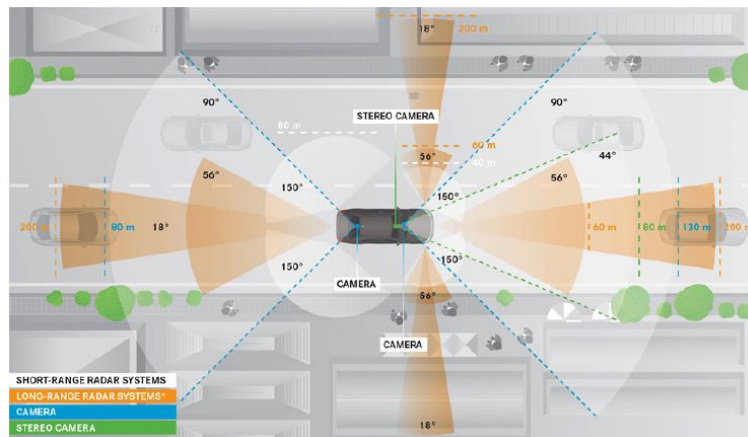 18°
200 m
90°
90°
STEREO CAMERA
80 m
60 m
44°
56°
40 m
56°
56°
150°
150°
18°
200 m
80 m
60 m
80 m
130 m
200 m
150°
150°
56°
CAMERA
CAMERA
18°
SHORT-RANGE RADAR SYSTEMS
LONG-RANGE RADAR SYSTEMS*
CAMERA
STEREO CAMERA